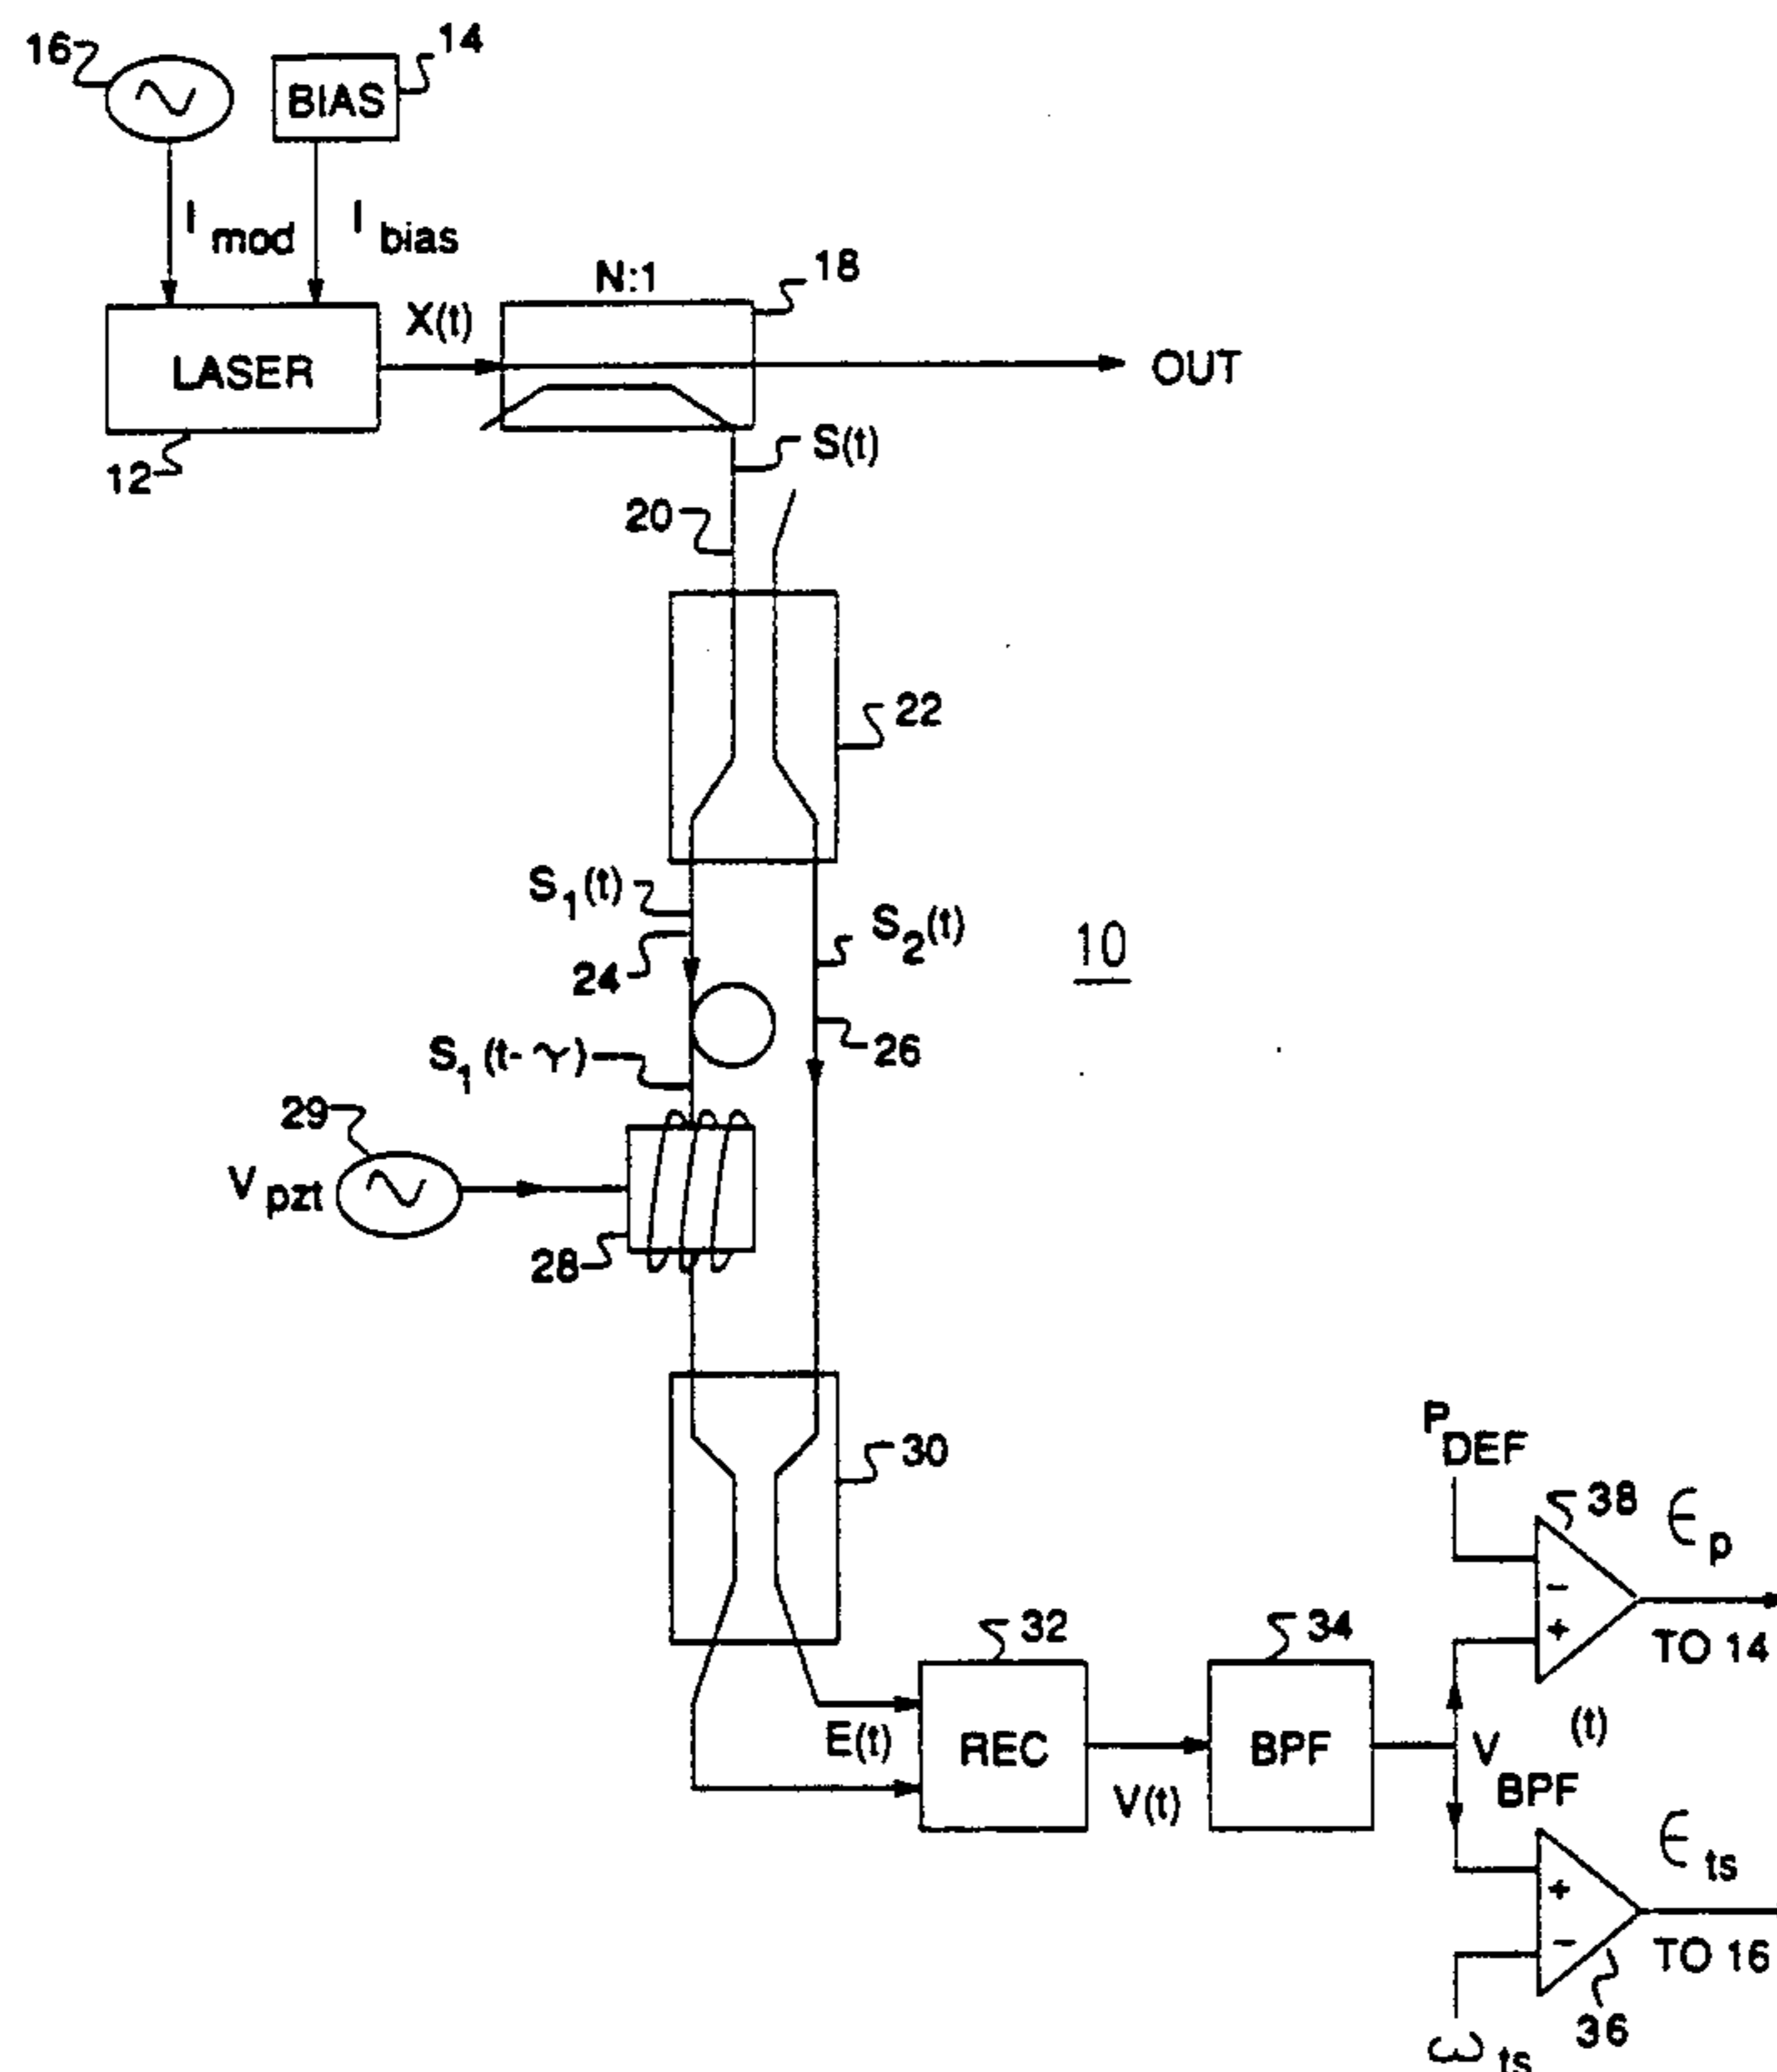 16
14
BIAS
I mod
I bias
N:1
18
X(t)
LASER
OUT
12
S(t)
20
22
S1(t)
S2(t)
10
24
26
S1(t-γ)
29
Vpzt
28
30
PDEF
38
ϵp
32
34
TO 14
E(t)
REC
BPF
VBPF(t)
V(t)
ϵts
TO 16
36
ωts